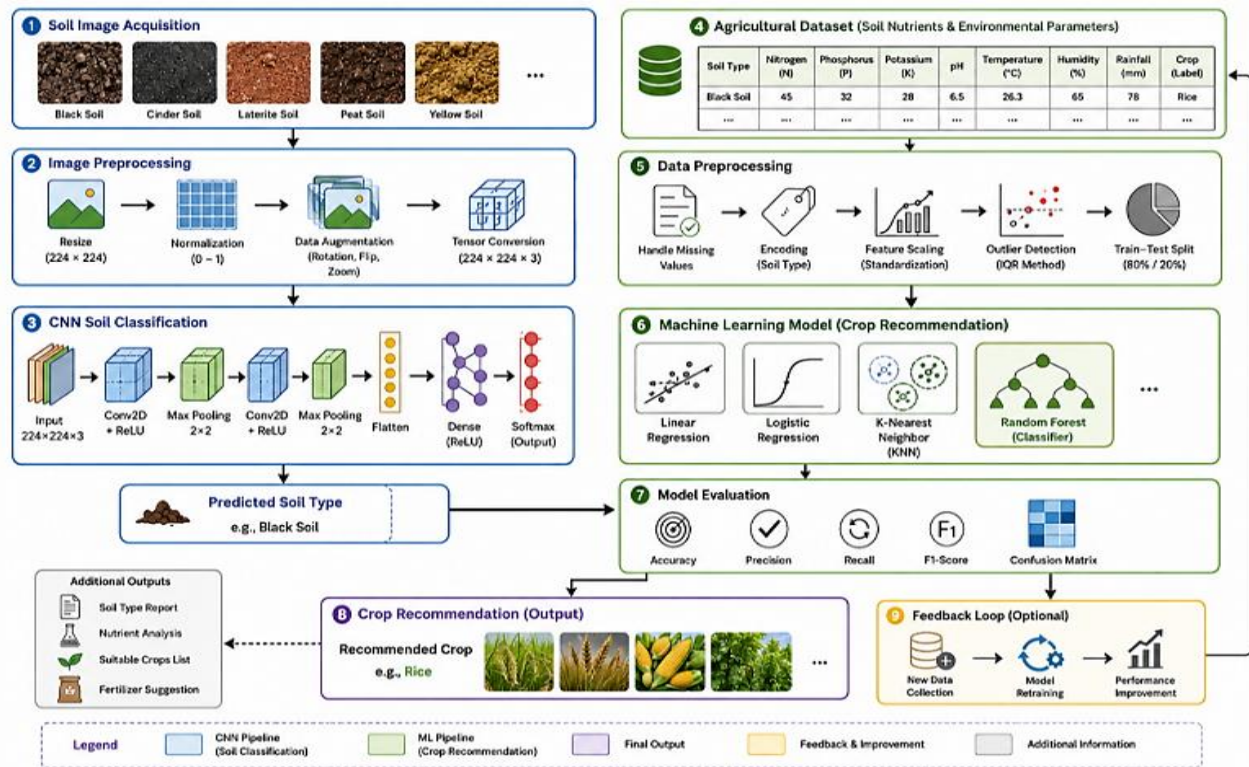 1 Soil Image Acquisition
Black Soil
Cinder Soil
Laterite Soil
Peat Soil
Yellow Soil
...
2 Image Preprocessing
Resize
(224 × 224)
Normalization
(0 – 1)
Data Augmentation
(Rotation, Flip,
Zoom)
Tensor Conversion
(224 × 224 × 3)
3 CNN Soil Classification
Input
224×224×3
Conv2D
+ ReLU
Max Pooling
2×2
Conv2D
+ ReLU
Max Pooling
2×2
Flatten
Dense
(ReLU)
Softmax
(Output)
Predicted Soil Type
e.g., Black Soil
4 Agricultural Dataset (Soil Nutrients & Environmental Parameters)
Soil Type
Nitrogen
(N)
Phosphorus
(P)
Potassium
(K)
pH
Temperature
(°C)
Humidity
(%)
Rainfall
(mm)
Crop
(Label)
Black Soil 45 32 28 6.5 26.3 65 78 Rice
... ... ... ... ... ... ... ... ...
5 Data Preprocessing
Handle Missing
Values
Encoding
(Soil Type)
Feature Scaling
(Standardization)
Outlier Detection
(IQR Method)
Train–Test Split
(80% / 20%)
6 Machine Learning Model (Crop Recommendation)
Linear
Regression
Logistic
Regression
K-Nearest
Neighbor
(KNN)
Random Forest
(Classifier)
...
7 Model Evaluation
Accuracy
Precision
Recall
F1
F1-Score
Confusion Matrix
Additional Outputs
Soil Type Report
Nutrient Analysis
Suitable Crops List
Fertilizer Suggestion
8 Crop Recommendation (Output)
Recommended Crop
e.g., Rice
...
9 Feedback Loop (Optional)
New Data
Collection
Model
Retraining
Performance
Improvement
Legend
CNN Pipeline
(Soil Classification)
ML Pipeline
(Crop Recommendation)
Final Output
Feedback & Improvement
Additional Information